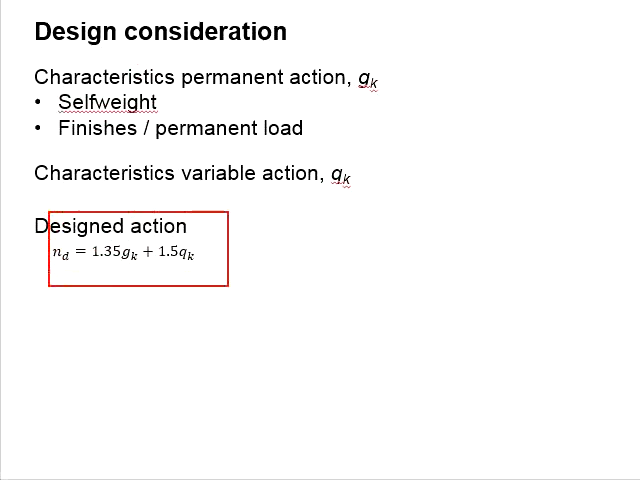 Design consideration
Characteristics permanent action, gk
• Selfweight
• Finishes / permanent load
Characteristics variable action, qk
Designed action
nd = 1.35gk + 1.5qk